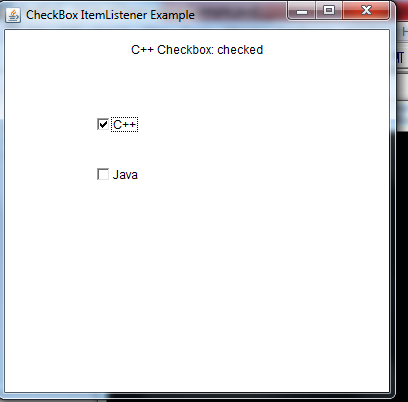 CheckBox ItemListener Example
C++ Checkbox: checked
C++
Java